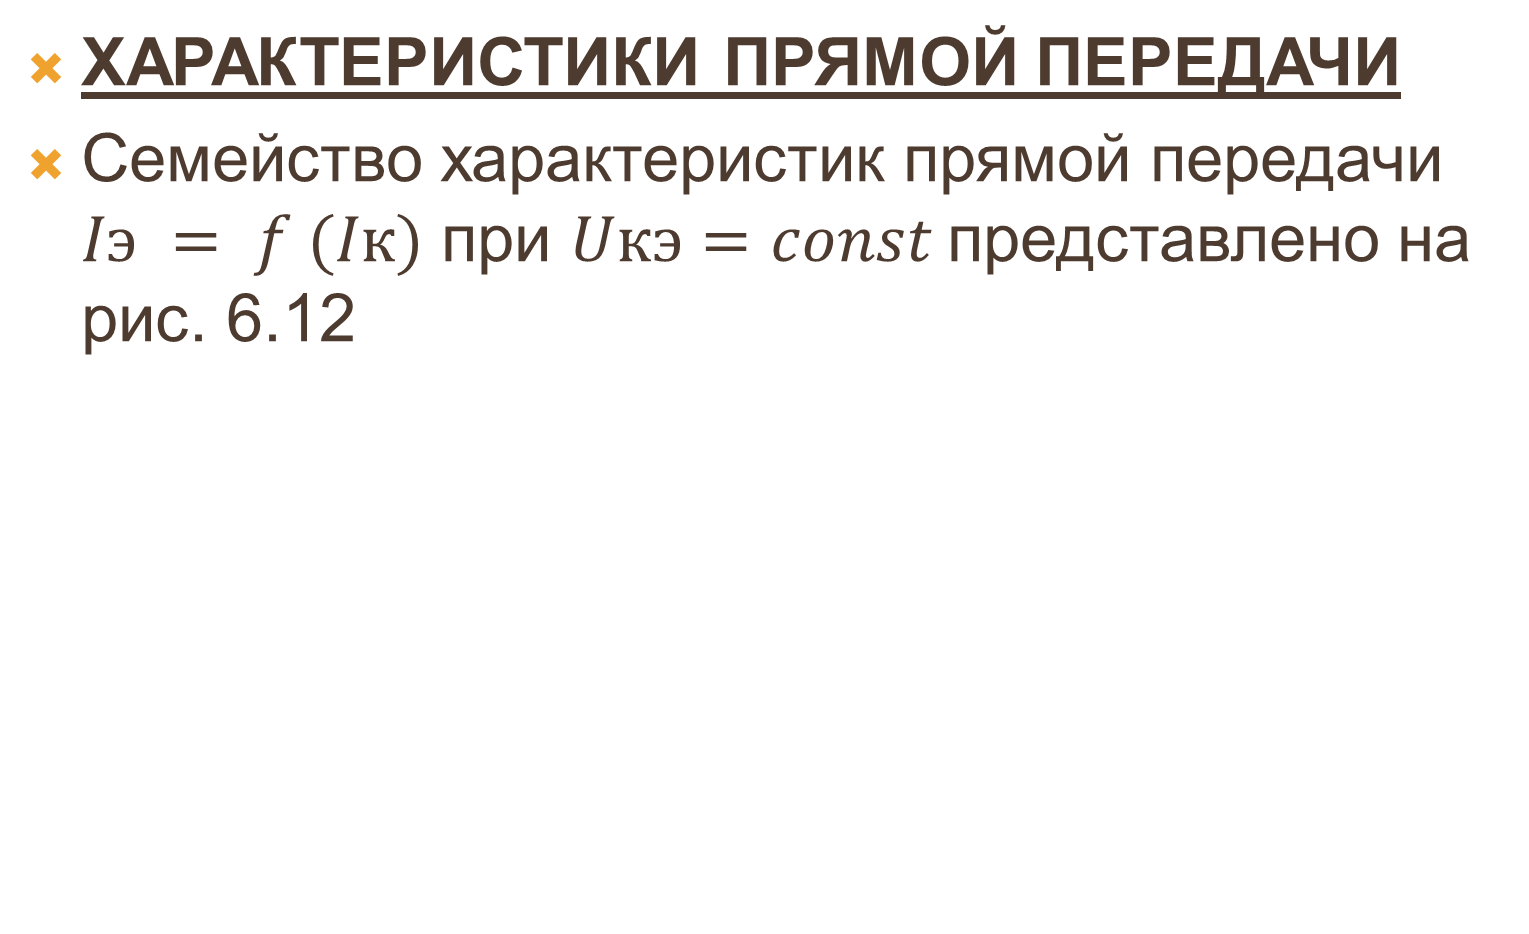 ХАРАКТЕРИСТИКИ ПРЯМОЙ ПЕРЕДАЧИ
Семейство характеристик прямой передачи
Iэ = f (Iк) при Uкэ = const представлено на
рис. 6.12